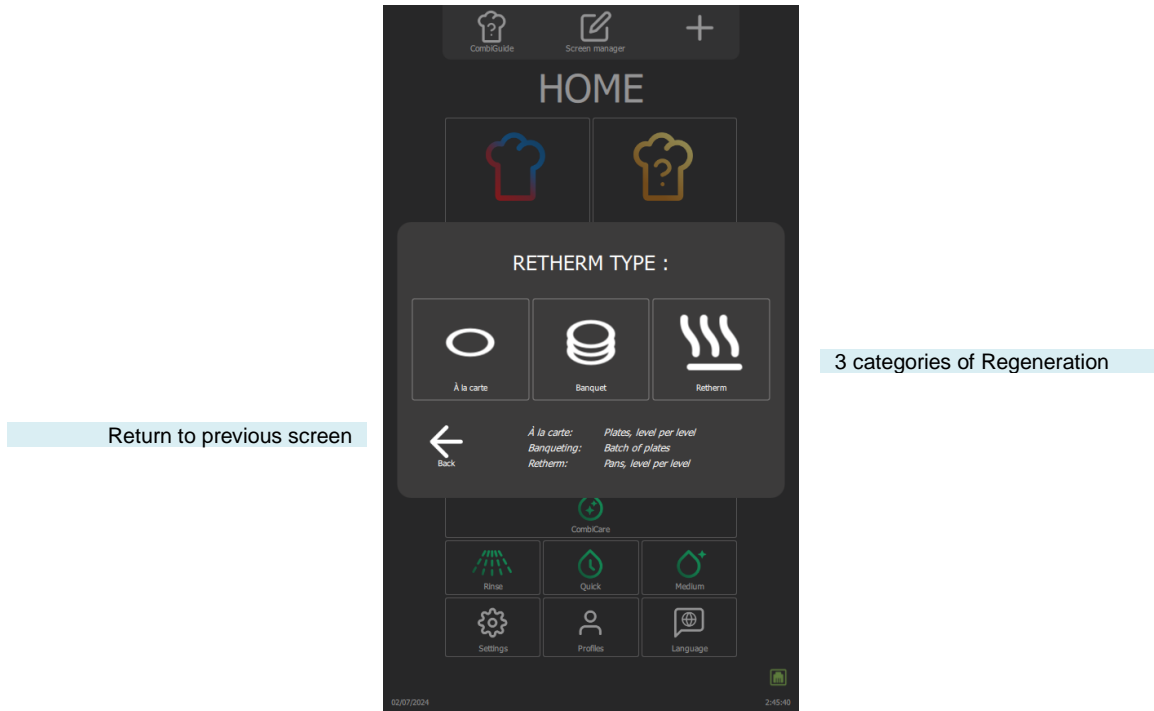 CombiGuide
Screen manager
HOME
RETHERM TYPE :
À la carte
Banquet
Retherm
3 categories of Regeneration
Return to previous screen
Back
À la carte: Plates, level per level
Banqueting: Batch of plates
Retherm: Pans, level per level
CombiCare
Rinse
Quick
Medium
Settings
Profiles
Language
02/07/2024
2:45:40